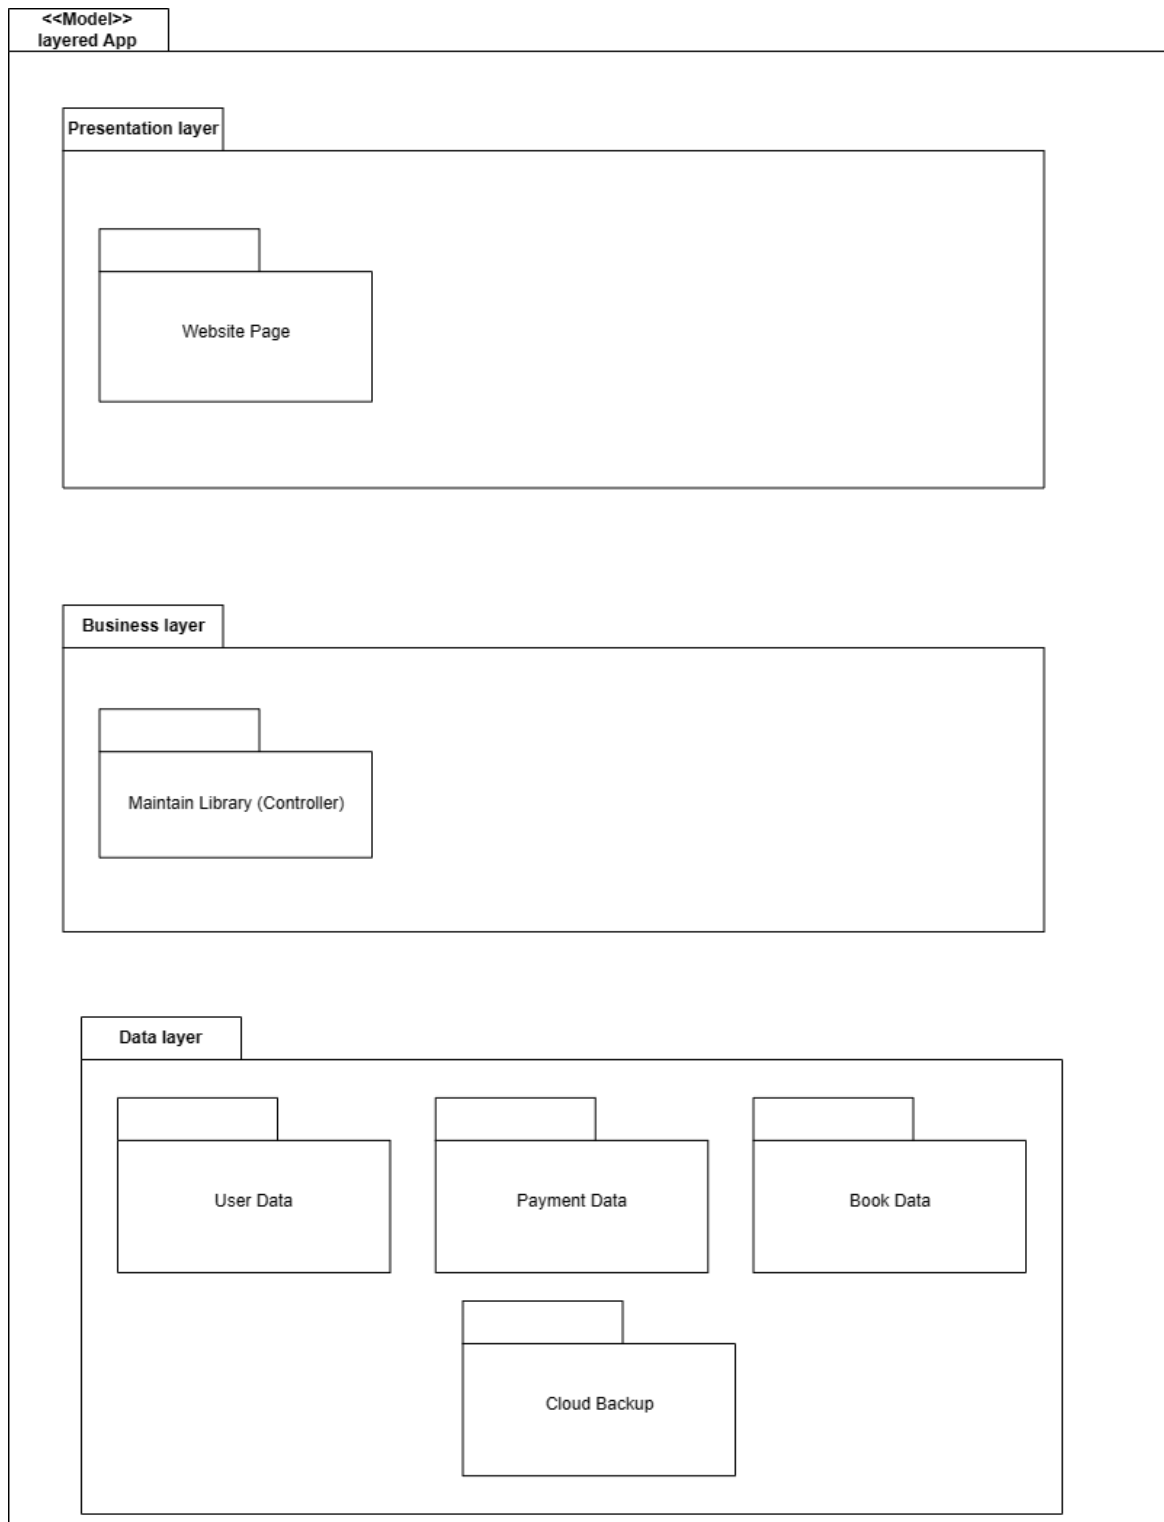 <<Model>>
layered App
Presentation layer
Website Page
Business layer
Maintain Library (Controller)
Data layer
User Data
Payment Data
Book Data
Cloud Backup